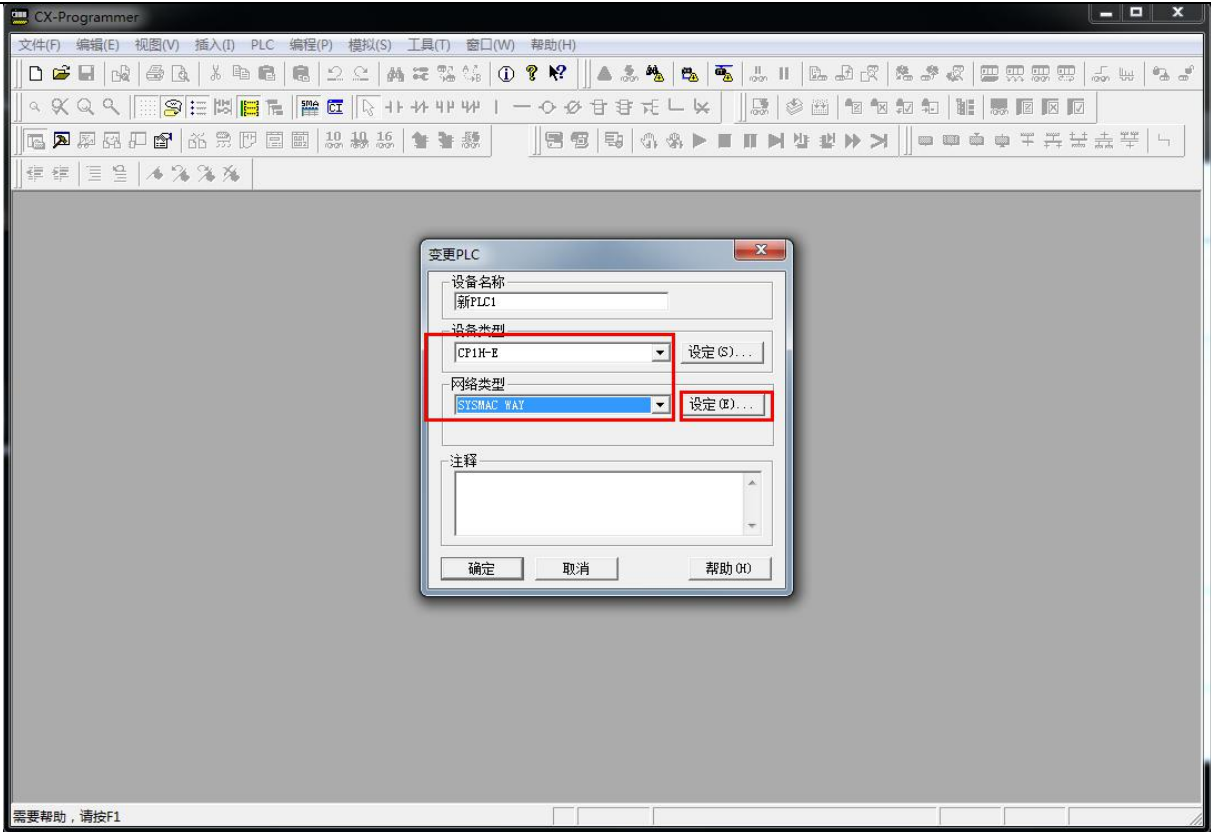 CX-Programmer
文件(F) 编辑(E) 视图(V) 插入(I) PLC 编程(P) 模拟(S) 工具(T) 窗口(W) 帮助(H)
10 10 16
变更PLC
设备名称
新PLC1
设备类型
CP1H-E
设定(S)...
网络类型
SYSMAC WAY
设定(E)...
注释
确定 取消 帮助(H)
需要帮助，请按F1